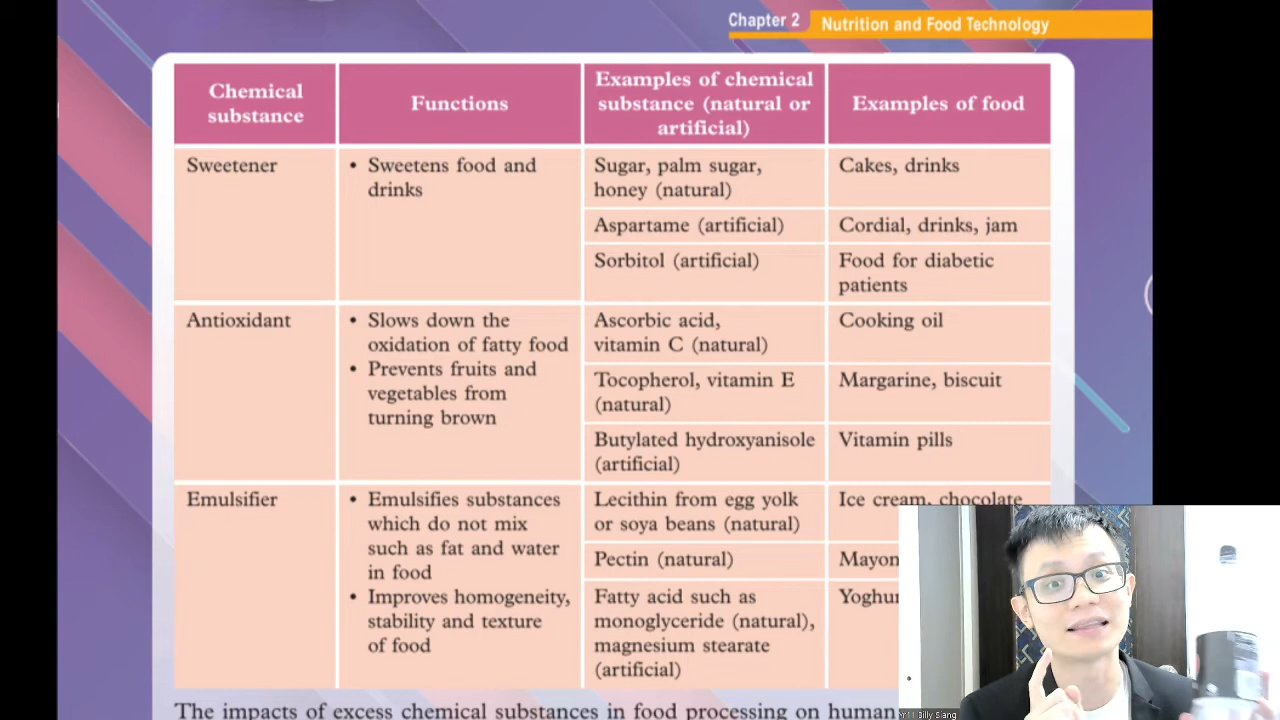 Chapter 2 Nutrition and Food Technology
Chemical
substance
Functions
Examples of chemical
substance (natural or
artificial)
Examples of food
Sweetener
• Sweetens food and
drinks
Sugar, palm sugar,
honey (natural)
Cakes, drinks
Aspartame (artificial)
Cordial, drinks, jam
Sorbitol (artificial)
Food for diabetic
patients
Antioxidant
• Slows down the
oxidation of fatty food
• Prevents fruits and
vegetables from
turning brown
Ascorbic acid,
vitamin C (natural)
Cooking oil
Tocopherol, vitamin E
(natural)
Margarine, biscuit
Butylated hydroxyanisole
(artificial)
Vitamin pills
Emulsifier
• Emulsifies substances
which do not mix
such as fat and water
in food
• Improves homogeneity,
stability and texture
of food
Lecithin from egg yolk
or soya beans (natural)
Ice cream, chocolate
Pectin (natural)
Fatty acid such as
monoglyceride (natural),
magnesium stearate
(artificial)
The impacts of excess chemical substances in food processing on human
Billy Siang